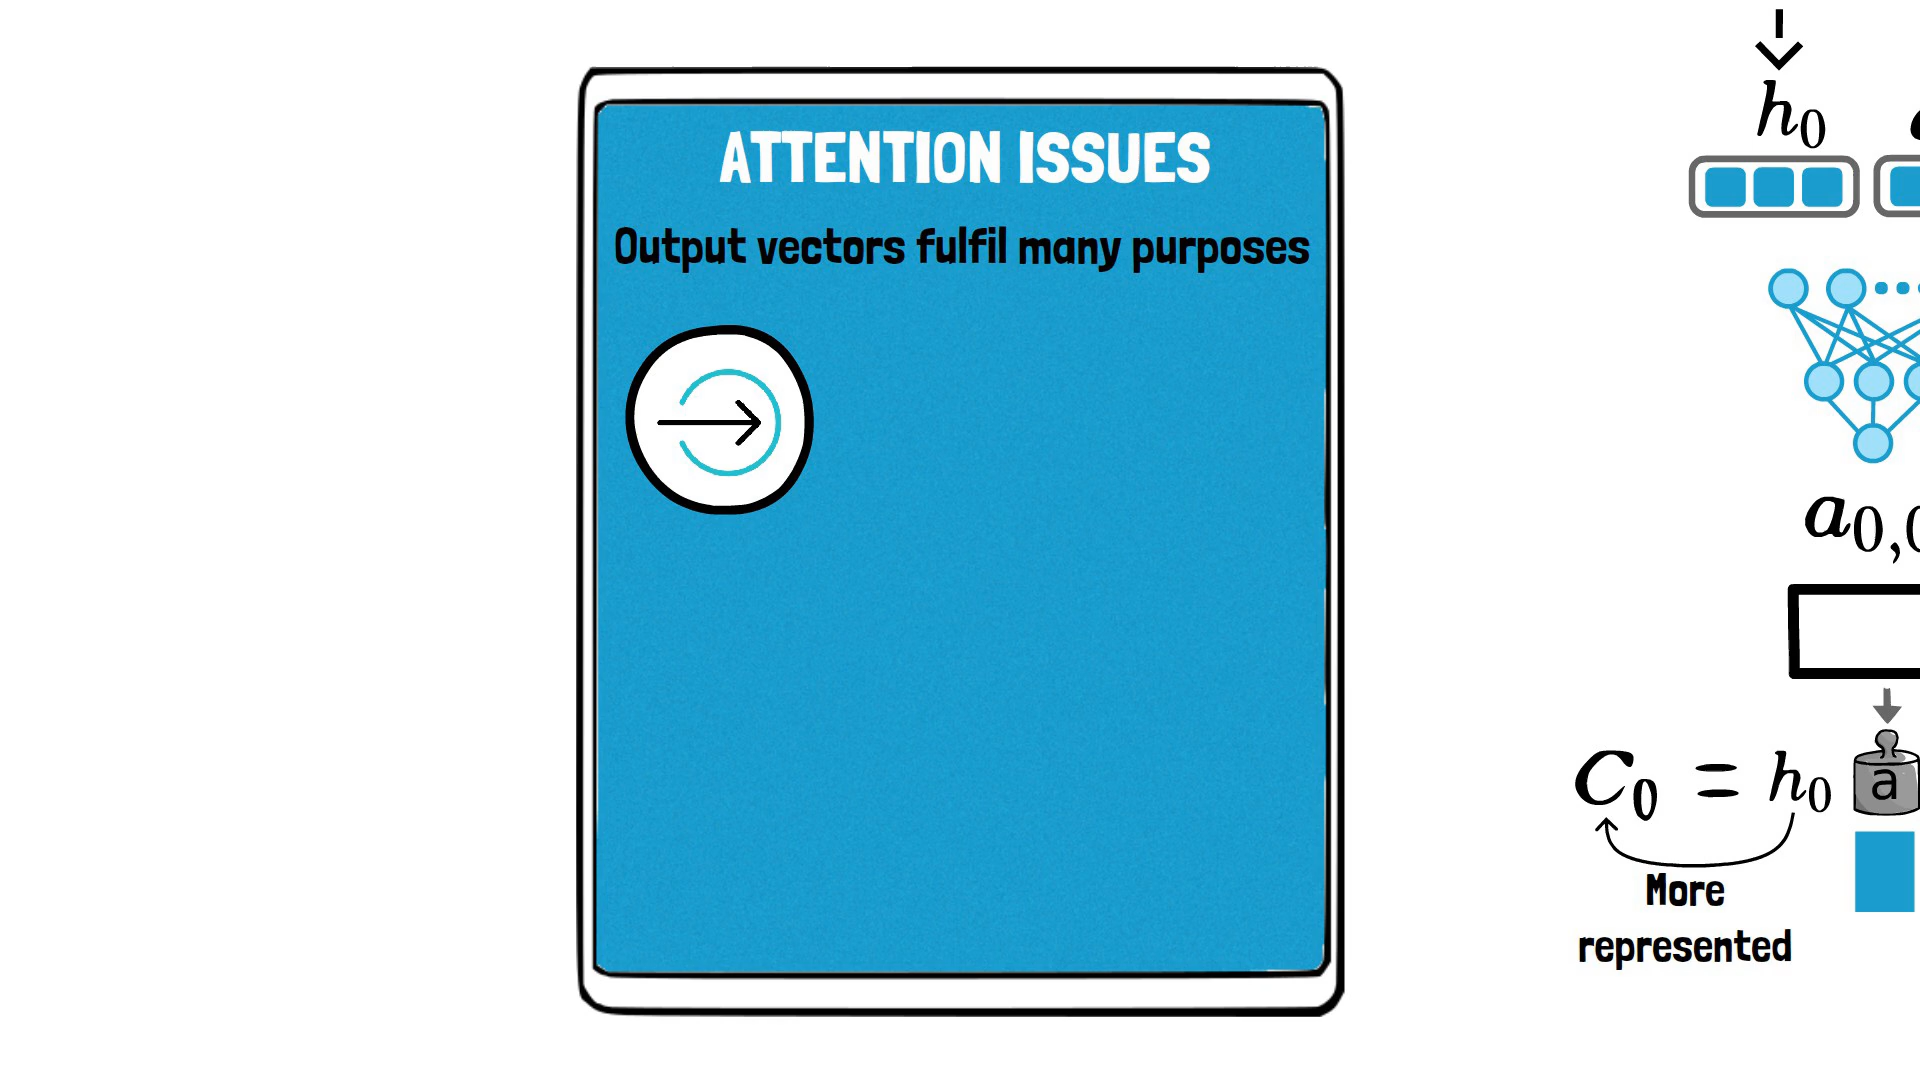 ATTENTION ISSUES
Output vectors fulfil many purposes
h₀
a₀,₀
C₀ = h₀ a
More
represented